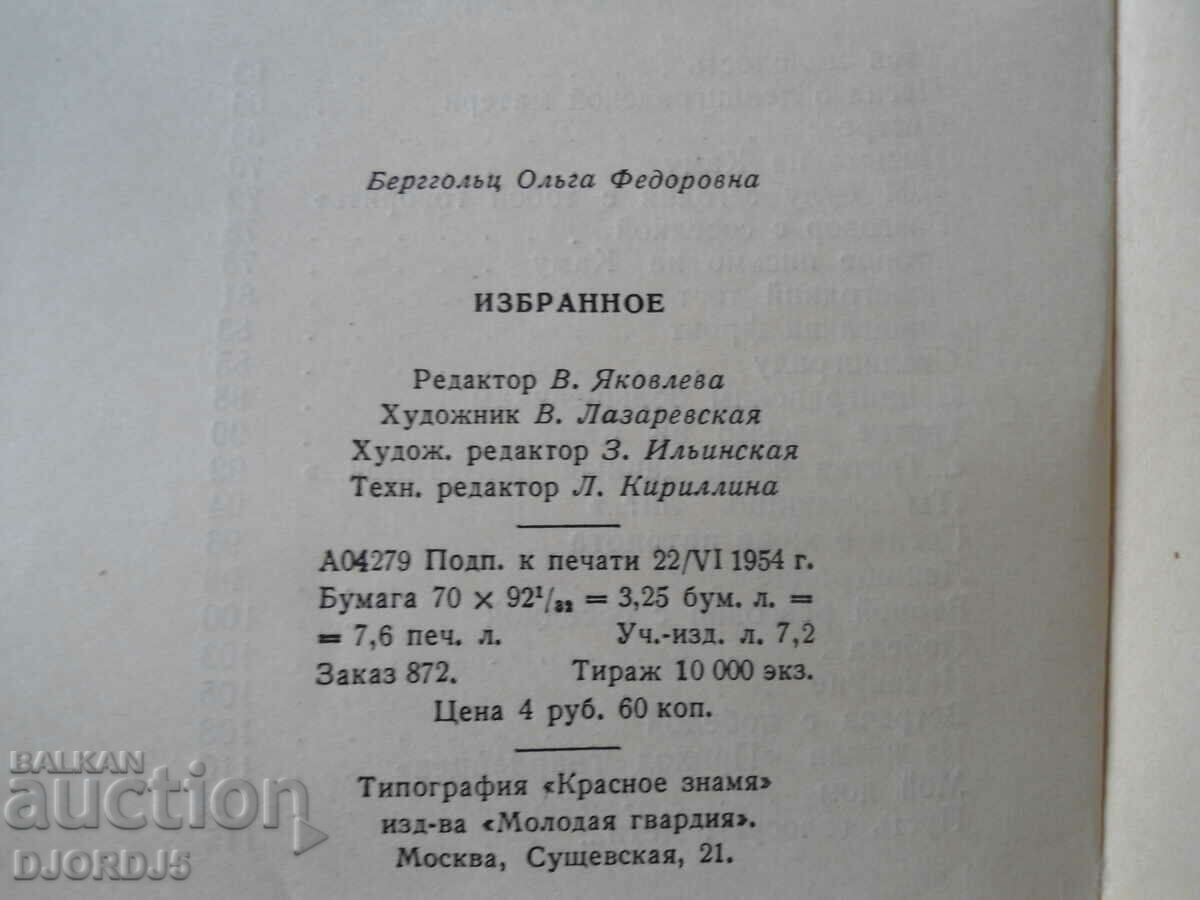 Берггольц Ольга Федоровна
ИЗБРАННОЕ
Редактор В. Яковлева
Художник В. Лазаревская
Худож. редактор З. Ильинская
Техн. редактор Л. Кириллина
А04279 Подп. к печати 22/VI 1954 г.
Бумага 70 × 92¹/₃₂ = 3,25 бум. л. =
= 7,6 печ. л. Уч.-изд. л. 7,2
Заказ 872. Тираж 10 000 экз.
Цена 4 руб. 60 коп.
Типография «Красное знамя»
изд-ва «Молодая гвардия».
Москва, Сущевская, 21.
BALKAN
auction
DJORDJ5